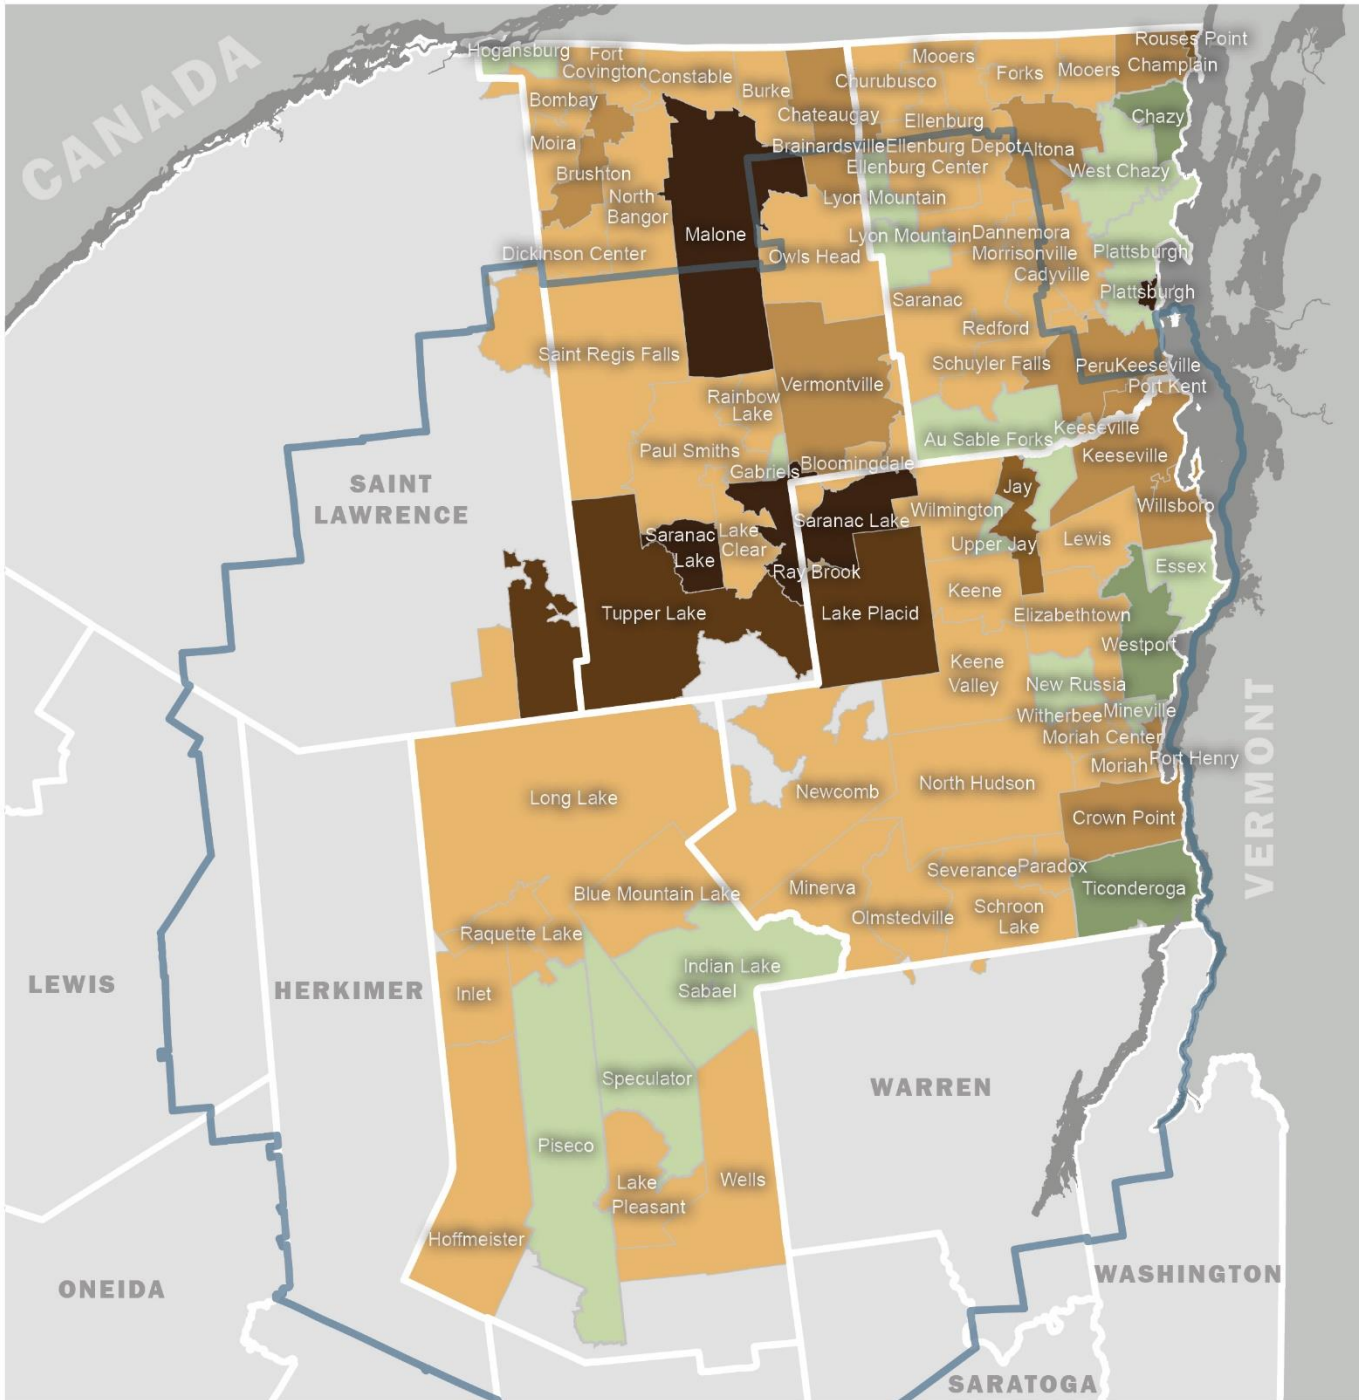 CANADA
Hogansburg
Fort
Covington
Constable
Burke
Churubusco
Mooers
Forks
Mooers
Rouses Point
Champlain
Bombay
Chateaugay
Ellenburg
Chazy
Moira
Brainardsville
Ellenburg Depot
Altona
Ellenburg Center
West Chazy
Brushton
North
Bangor
Lyon Mountain
Malone
Lyon Mountain
Dannemora
Morrisonville
Cadyville
Plattsburgh
Dickinson Center
Owls Head
Plattsburgh
Saranac
Redford
Saint Regis Falls
Schuyler Falls
Peru
Keeseville
Port Kent
Vermontville
Rainbow
Lake
Keeseville
Au Sable Forks
Paul Smiths
Gabriels
Bloomingdale
Keeseville
SAINT
LAWRENCE
Jay
Willsboro
Wilmington
Saranac Lake
Saranac
Lake
Lake
Clear
Upper Jay
Lewis
Essex
Ray Brook
Keene
Tupper Lake
Lake Placid
Elizabethtown
Westport
Keene
Valley
New Russia
Witherbee
Mineville
Moriah Center
Moriah
Port Henry
VERMONT
Long Lake
Newcomb
North Hudson
Crown Point
Blue Mountain Lake
Minerva
Severance
Paradox
Ticonderoga
Olmstedville
Schroon
Lake
Raquette Lake
Indian Lake
Sabael
LEWIS
HERKIMER
Inlet
Speculator
WARREN
Piseco
Lake
Pleasant
Wells
Hoffmeister
ONEIDA
WASHINGTON
SARATOGA